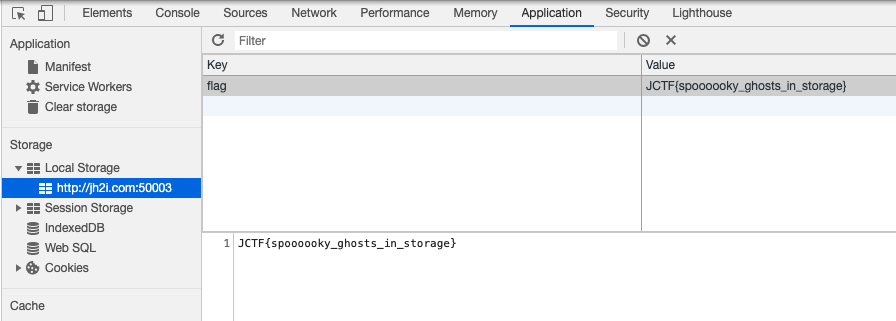 Elements Console Sources Network Performance Memory Application Security Lighthouse
Application
Manifest
Service Workers
Clear storage
Storage
Local Storage
http://jh2i.com:50003
Session Storage
IndexedDB
Web SQL
Cookies
Cache
Filter
Key Value
flag JCTF{spoooooky_ghosts_in_storage}
1 JCTF{spoooooky_ghosts_in_storage}